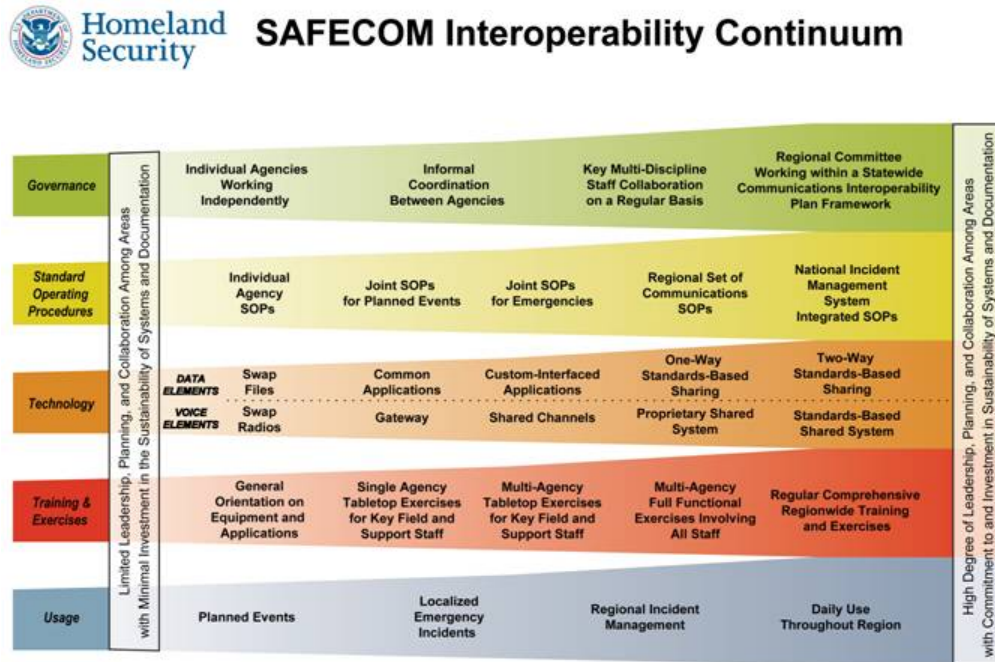 Homeland
Security
SAFECOM Interoperability Continuum
Limited Leadership, Planning, and Collaboration Among Areas
with Minimal Investment in the Sustainability of Systems and Documentation
Governance
Individual Agencies
Working
Independently
Informal
Coordination
Between Agencies
Key Multi-Discipline
Staff Collaboration
on a Regular Basis
Regional Committee
Working within a Statewide
Communications Interoperability
Plan Framework
Standard
Operating
Procedures
Individual
Agency
SOPs
Joint SOPs
for Planned Events
Joint SOPs
for Emergencies
Regional Set of
Communications
SOPs
National Incident
Management
System
Integrated SOPs
Technology
DATA
ELEMENTS
Swap
Files
Common
Applications
Custom-Interfaced
Applications
One-Way
Standards-Based
Sharing
Two-Way
Standards-Based
Sharing
VOICE
ELEMENTS
Swap
Radios
Gateway
Shared Channels
Proprietary Shared
System
Standards-Based
Shared System
Training &
Exercises
General
Orientation on
Equipment and
Applications
Single Agency
Tabletop Exercises
for Key Field and
Support Staff
Multi-Agency
Tabletop Exercises
for Key Field and
Support Staff
Multi-Agency
Full Functional
Exercises Involving
All Staff
Regular Comprehensive
Regionwide Training
and Exercises
Usage
Planned Events
Localized
Emergency
Incidents
Regional Incident
Management
Daily Use
Throughout Region
High Degree of Leadership, Planning, and Collaboration Among Areas
with Commitment to and Investment in Sustainability of Systems and Documentation